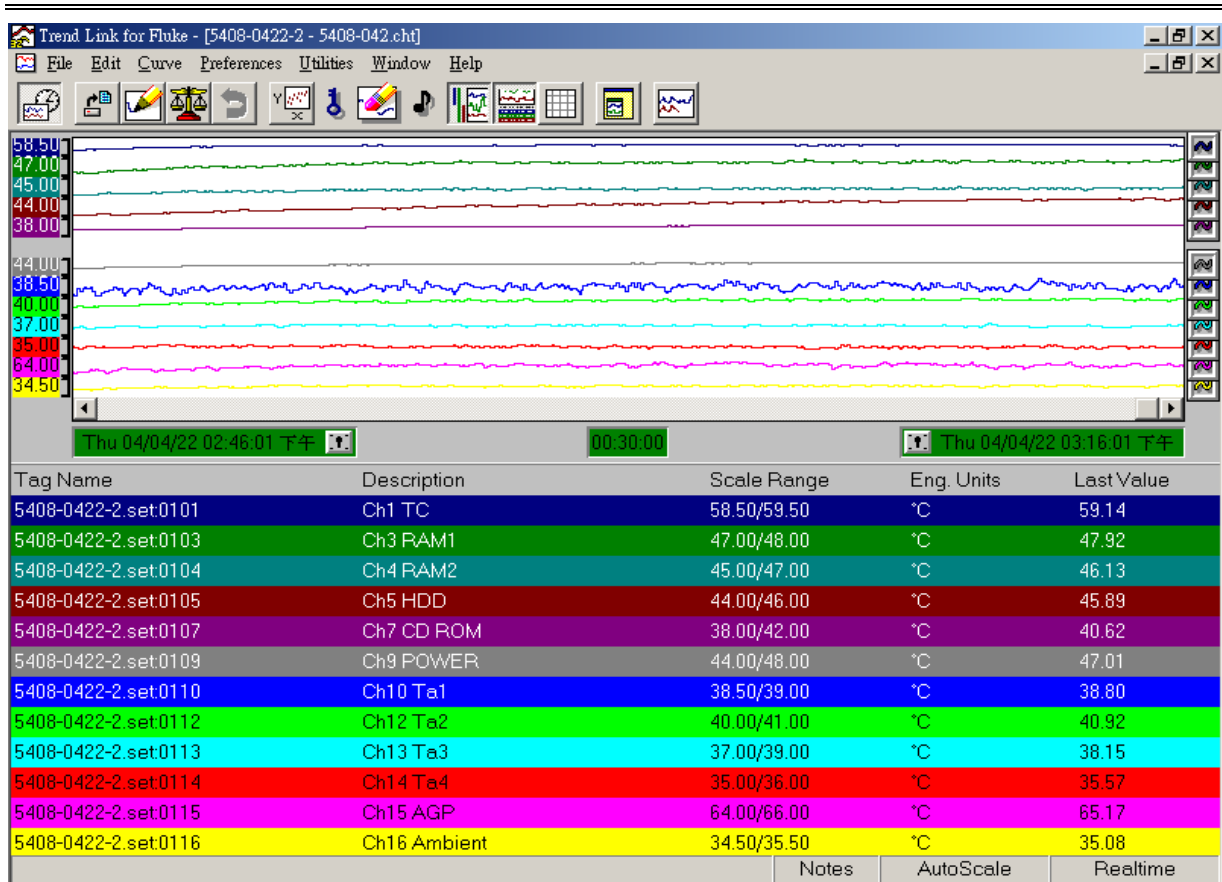 Trend Link for Fluke - [5408-0422-2 - 5408-042.cht]
File Edit Curve Preferences Utilities Window Help
Y
X
58.50
47.00
45.00
44.00
38.00
44.00
38.50
40.00
37.00
35.00
64.00
34.50
Thu 04/04/22 02:46:01 下午 00:30:00 Thu 04/04/22 03:16:01 下午
Tag Name Description Scale Range Eng. Units Last Value
5408-0422-2.set:0101 Ch1 TC 58.50/59.50 °C 59.14
5408-0422-2.set:0103 Ch3 RAM1 47.00/48.00 °C 47.92
5408-0422-2.set:0104 Ch4 RAM2 45.00/47.00 °C 46.13
5408-0422-2.set:0105 Ch5 HDD 44.00/46.00 °C 45.89
5408-0422-2.set:0107 Ch7 CD ROM 38.00/42.00 °C 40.62
5408-0422-2.set:0109 Ch9 POWER 44.00/48.00 °C 47.01
5408-0422-2.set:0110 Ch10 Ta1 38.50/39.00 °C 38.80
5408-0422-2.set:0112 Ch12 Ta2 40.00/41.00 °C 40.92
5408-0422-2.set:0113 Ch13 Ta3 37.00/39.00 °C 38.15
5408-0422-2.set:0114 Ch14 Ta4 35.00/36.00 °C 35.57
5408-0422-2.set:0115 Ch15 AGP 64.00/66.00 °C 65.17
5408-0422-2.set:0116 Ch16 Ambient 34.50/35.50 °C 35.08
Notes AutoScale Realtime